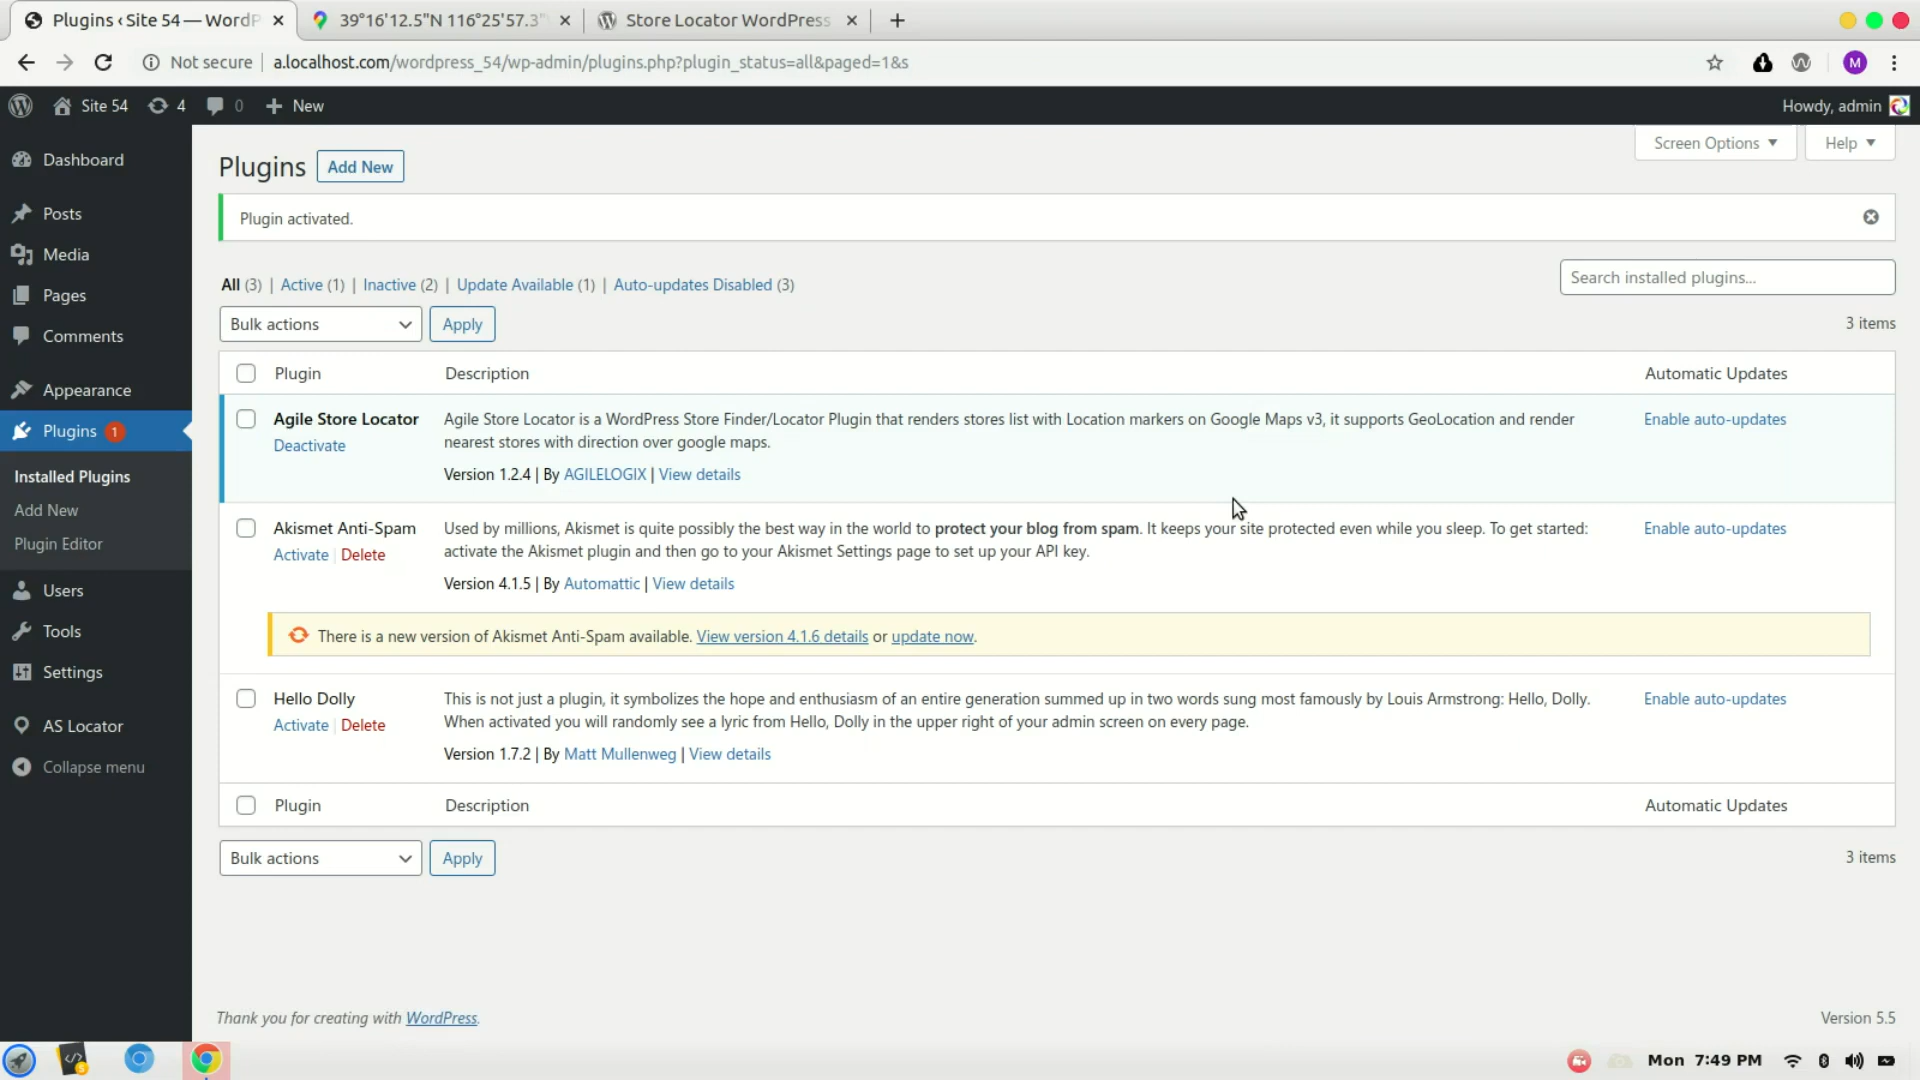 Plugins ‹ Site 54 — WordP
39°16'12.5"N 116°25'57.3"
Store Locator WordPress
Not secure
a.localhost.com/wordpress_54/wp-admin/plugins.php?plugin_status=all&paged=1&s
M
Site 54
4
0
New
Howdy, admin
Dashboard
Posts
Media
Pages
Comments
Appearance
Plugins 1
Installed Plugins
Add New
Plugin Editor
Users
Tools
Settings
AS Locator
Collapse menu
Screen Options
Help
Plugins
Add New
Plugin activated.
All (3) | Active (1) | Inactive (2) | Update Available (1) | Auto-updates Disabled (3)
Search installed plugins...
Bulk actions
Apply
3 items
Plugin
Description
Automatic Updates
Agile Store Locator
Deactivate
Agile Store Locator is a WordPress Store Finder/Locator Plugin that renders stores list with Location markers on Google Maps v3, it supports GeoLocation and render
nearest stores with direction over google maps.
Version 1.2.4 | By AGILELOGIX | View details
Enable auto-updates
Akismet Anti-Spam
Activate | Delete
Used by millions, Akismet is quite possibly the best way in the world to protect your blog from spam. It keeps your site protected even while you sleep. To get started:
activate the Akismet plugin and then go to your Akismet Settings page to set up your API key.
Version 4.1.5 | By Automattic | View details
Enable auto-updates
There is a new version of Akismet Anti-Spam available. View version 4.1.6 details or update now.
Hello Dolly
Activate | Delete
This is not just a plugin, it symbolizes the hope and enthusiasm of an entire generation summed up in two words sung most famously by Louis Armstrong: Hello, Dolly.
When activated you will randomly see a lyric from Hello, Dolly in the upper right of your admin screen on every page.
Version 1.7.2 | By Matt Mullenweg | View details
Enable auto-updates
Plugin
Description
Automatic Updates
Bulk actions
Apply
3 items
Thank you for creating with WordPress.
Version 5.5
Mon 7:49 PM